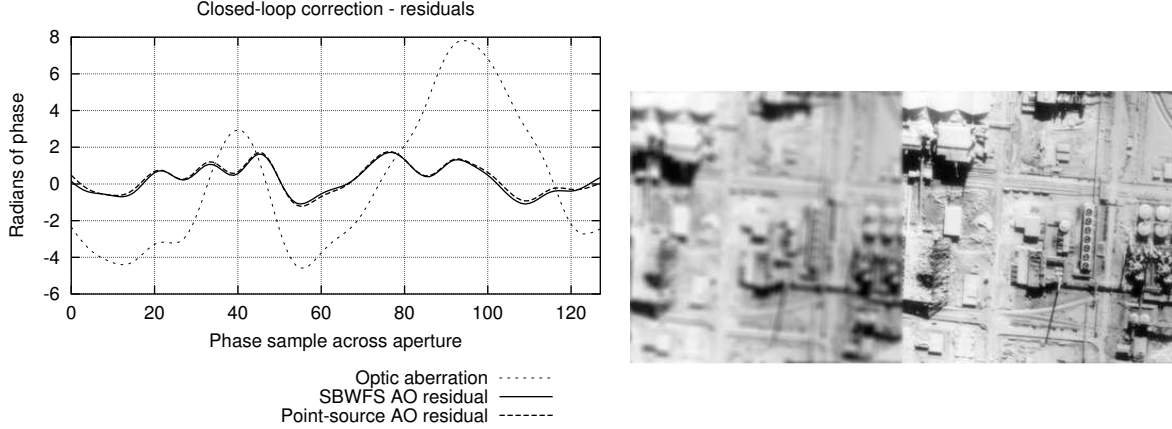 Closed-loop correction - residuals
8
6
4
2
0
-2
-4
-6
Radians of phase
0 20 40 60 80 100 120
Phase sample across aperture
Optic aberration
SBWFS AO residual
Point-source AO residual